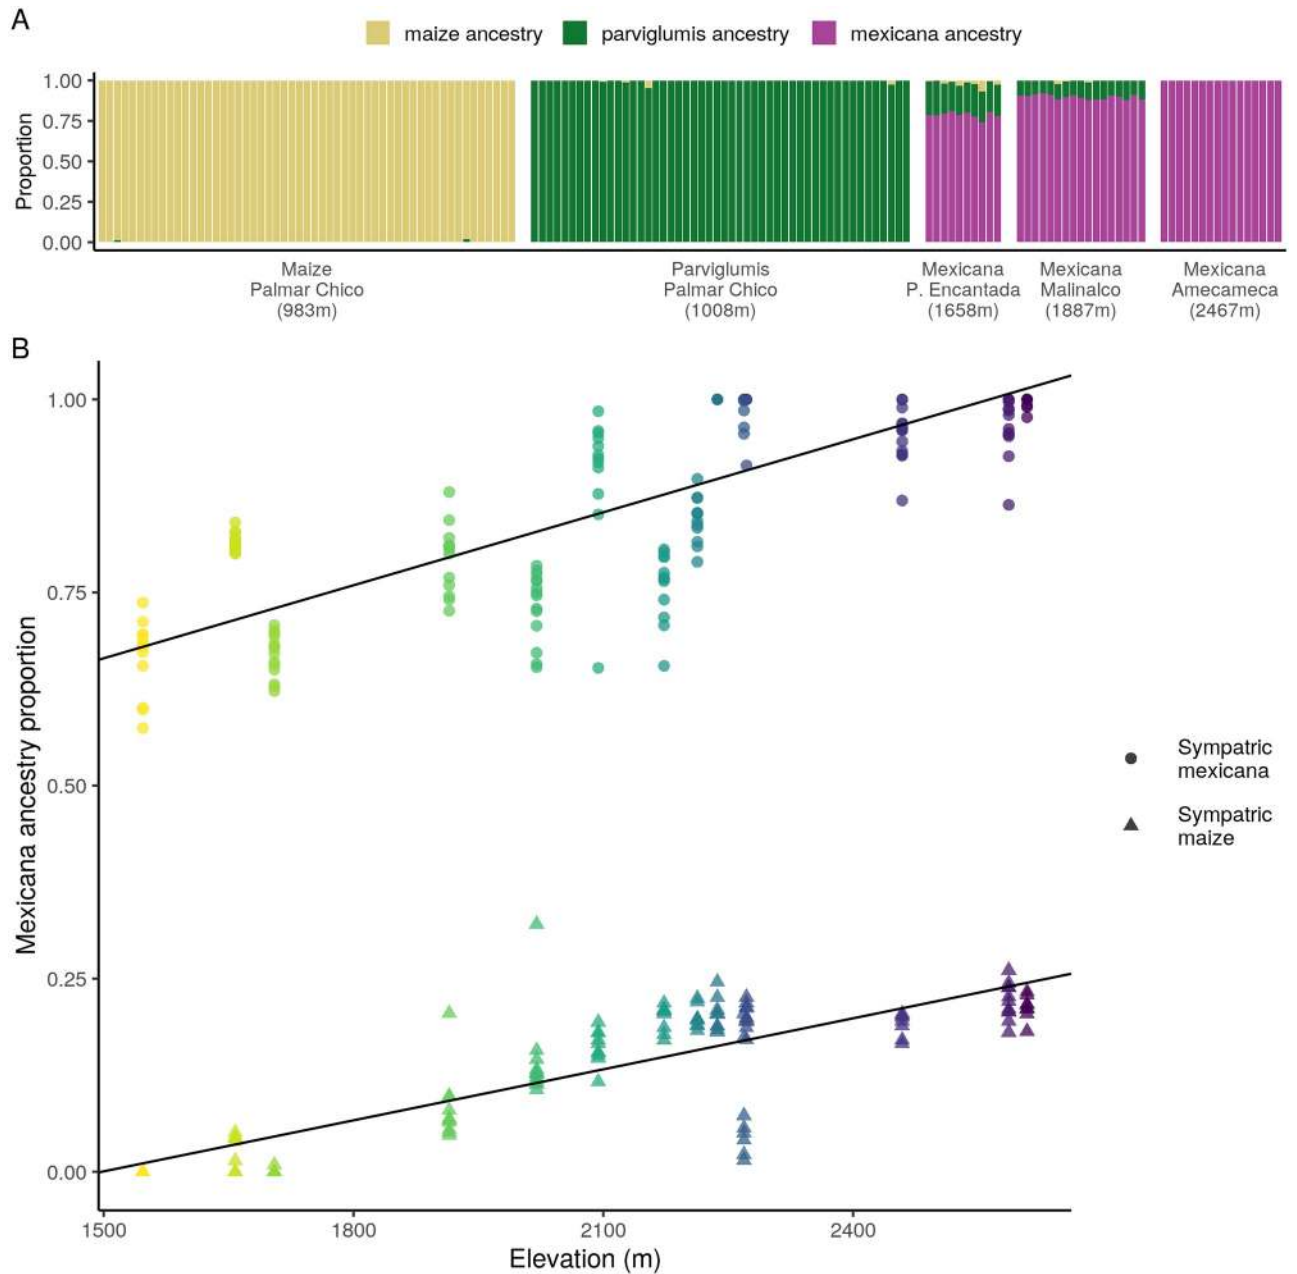 A
maize ancestry parviglumis ancestry mexicana ancestry
Proportion
1.00
0.75
0.50
0.25
0.00
Maize
Palmar Chico
(983m)
Parviglumis
Palmar Chico
(1008m)
Mexicana
P. Encantada
(1658m)
Mexicana
Malinalco
(1887m)
Mexicana
Amecameca
(2467m)
B
Mexicana ancestry proportion
1.00
0.75
0.50
0.25
0.00
1500 1800 2100 2400
Elevation (m)
Sympatric
mexicana
Sympatric
maize